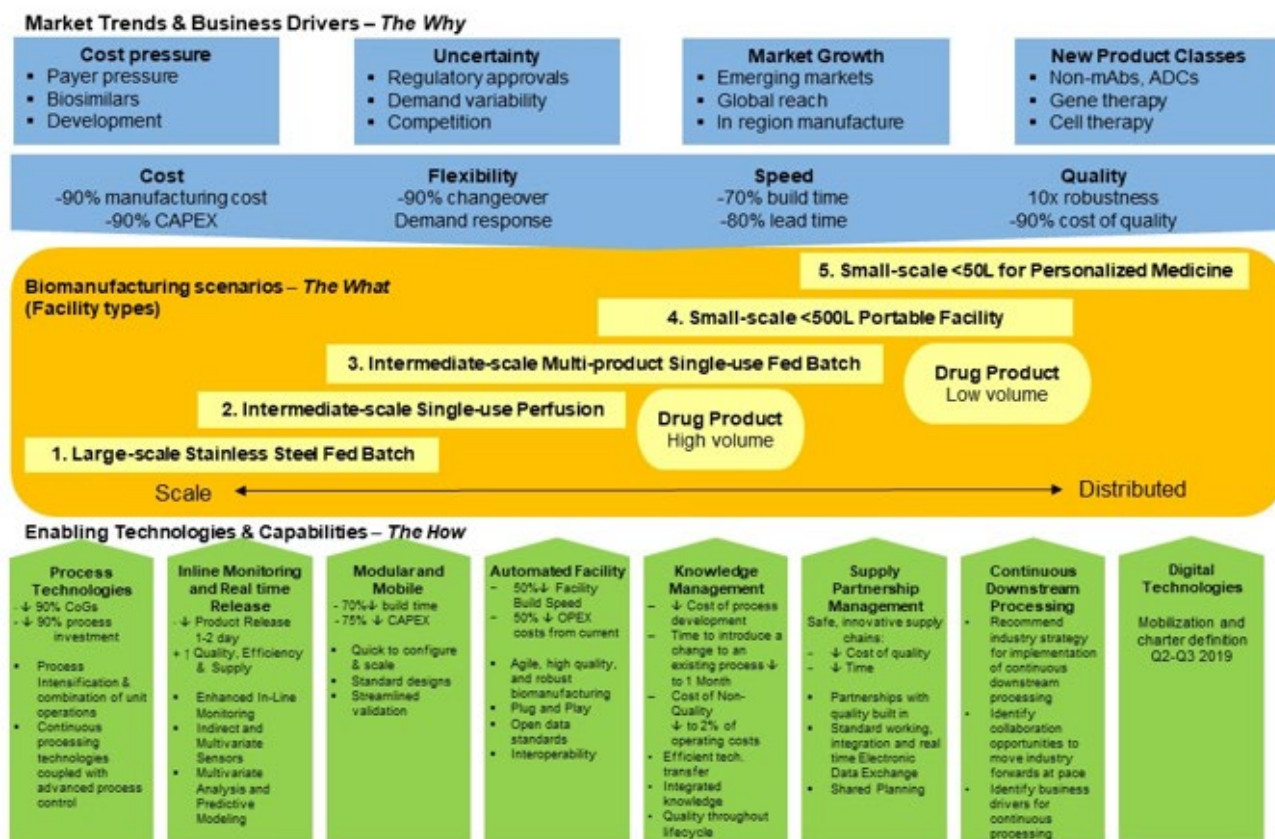 Market Trends & Business Drivers – The Why
Cost pressure
▪ Payer pressure
▪ Biosimilars
▪ Development
Uncertainty
▪ Regulatory approvals
▪ Demand variability
▪ Competition
Market Growth
▪ Emerging markets
▪ Global reach
▪ In region manufacture
New Product Classes
▪ Non-mAbs, ADCs
▪ Gene therapy
▪ Cell therapy
Cost
-90% manufacturing cost
-90% CAPEX
Flexibility
-90% changeover
Demand response
Speed
-70% build time
-80% lead time
Quality
10x robustness
-90% cost of quality
Biomanufacturing scenarios – The What
(Facility types)
5. Small-scale <50L for Personalized Medicine
4. Small-scale <500L Portable Facility
3. Intermediate-scale Multi-product Single-use Fed Batch
Drug Product
Low volume
2. Intermediate-scale Single-use Perfusion
Drug Product
High volume
1. Large-scale Stainless Steel Fed Batch
Scale
Distributed
Enabling Technologies & Capabilities – The How
Process
Technologies
- ↓ 90% CoGs
- ↓ 90% process
investment
• Process
Intensification &
combination of unit
operations
• Continuous
processing
technologies
coupled with
advanced process
control
Inline Monitoring
and Real time
Release
- ↓ Product Release
1-2 day
+ ↑ Quality, Efficiency
& Supply
• Enhanced In-Line
Monitoring
• Indirect and
Multivariate
Sensors
• Multivariate
Analysis and
Predictive
Modeling
Modular and
Mobile
- 70%↓ build time
- 75% ↓ CAPEX
• Quick to configure
& scale
• Standard designs
• Streamlined
validation
Automated Facility
– 50%↓ Facility
Build Speed
– 50% ↓ OPEX
costs from current
• Agile, high quality,
and robust
biomanufacturing
• Plug and Play
• Open data
standards
• Interoperability
Knowledge
Management
– ↓ Cost of process
development
– Time to introduce a
change to an
existing process ↓
to 1 Month
– Cost of Non-
Quality
↓ to 2% of
operating costs
• Efficient tech.
transfer
• Integrated
knowledge
• Quality throughout
lifecycle
Supply
Partnership
Management
Safe, innovative supply
chains:
– ↓ Cost of quality
– ↓ Time
• Partnerships with
quality built in
• Standard working,
integration and real
time Electronic
Data Exchange
• Shared Planning
Continuous
Downstream
Processing
• Recommend
industry strategy
for implementation
of continuous
downstream
processing
• Identify
collaboration
opportunities to
move industry
forwards at pace
• Identify business
drivers for
continuous
processing
Digital
Technologies
Mobilization and
charter definition
Q2-Q3 2019